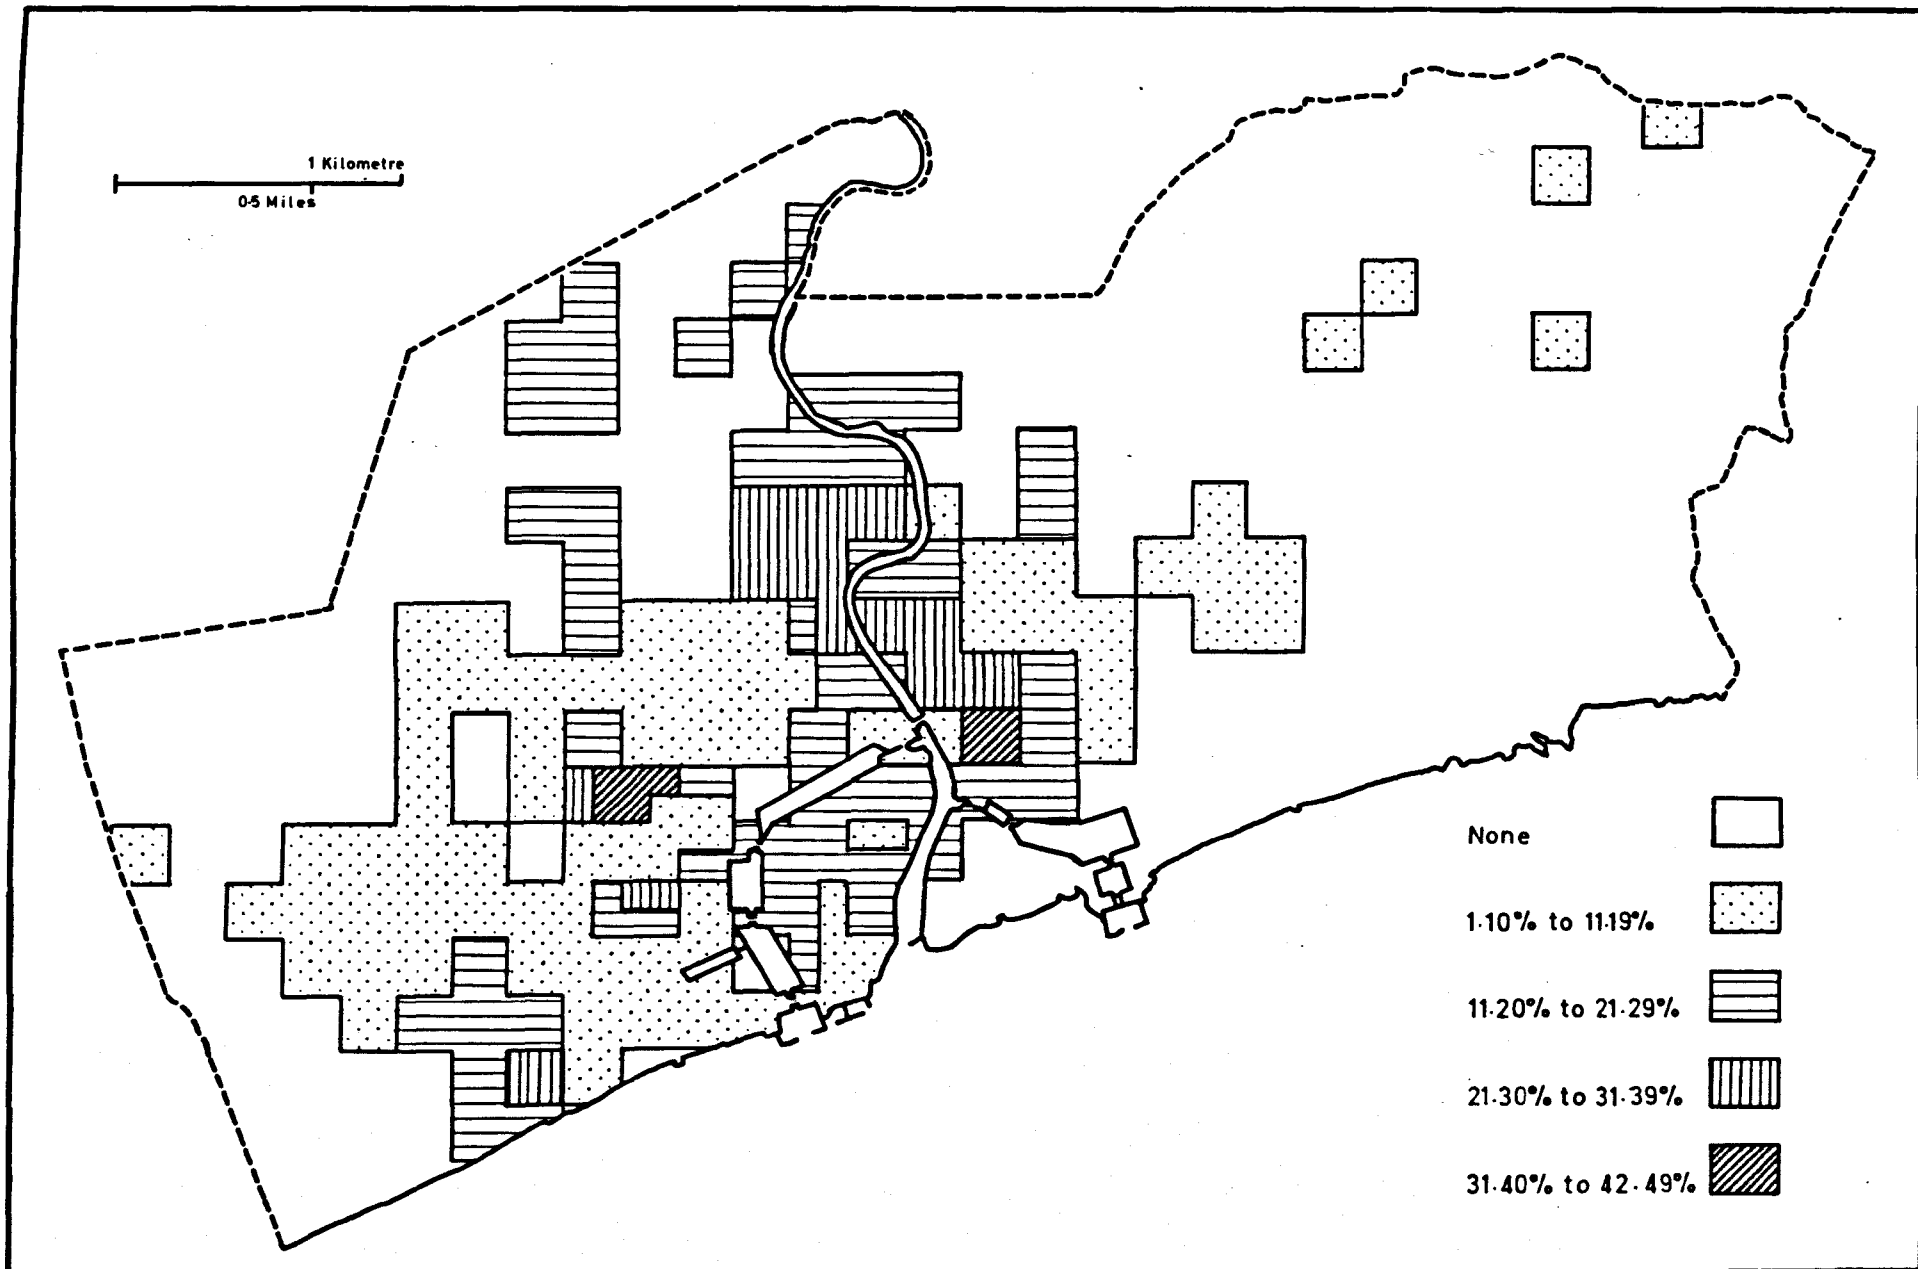 1 Kilometre
0·5 Miles
None
1·10% to 11·19%
11·20% to 21·29%
21·30% to 31·39%
31·40% to 42·49%